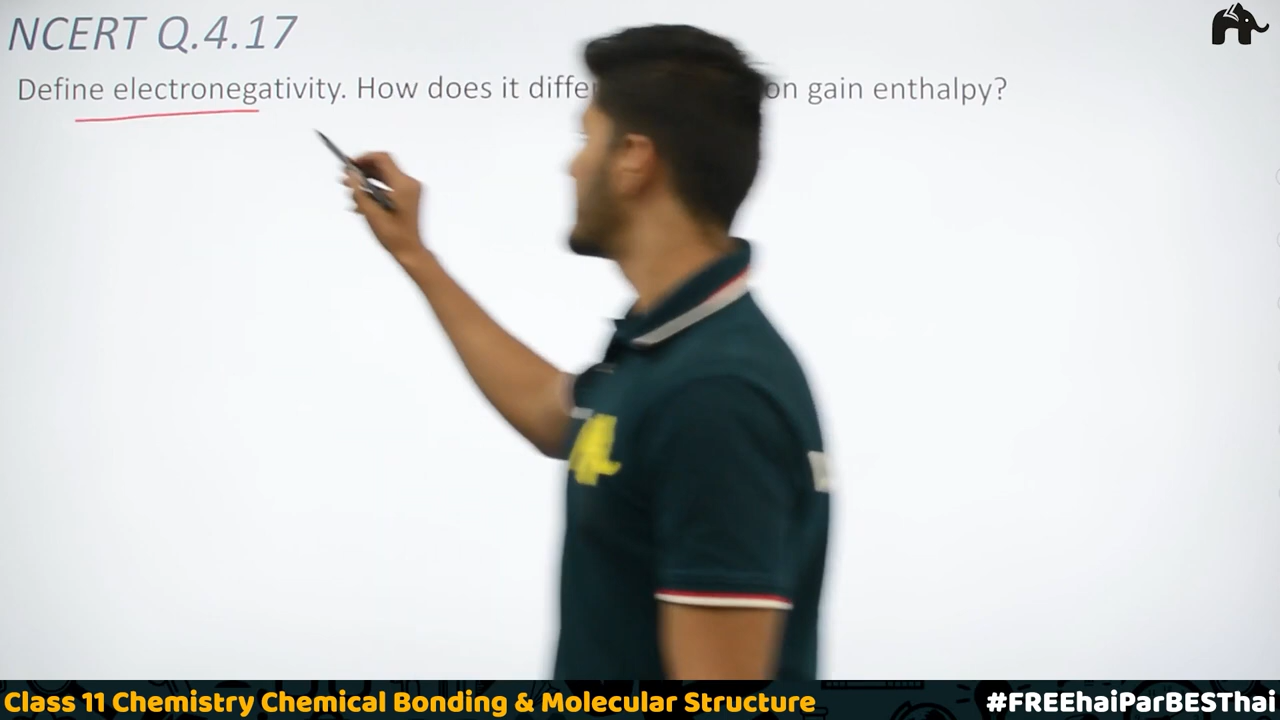 NCERT Q.4.17
Define electronegativity. How does it diffe on gain enthalpy?
Class 11 Chemistry Chemical Bonding & Molecular Structure
#FREEhaiParBESThai